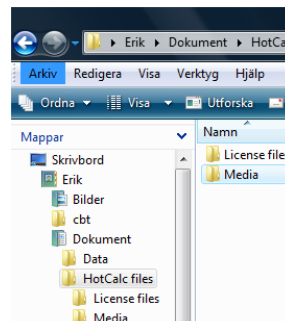 Erik Dokument HotCa
Arkiv Redigera Visa Verktyg Hjälp
Ordna Visa Utforska
Mappar
Namn
Skrivbord
Erik
Bilder
cbt
Dokument
Data
HotCalc files
License files
Media
License file
Media